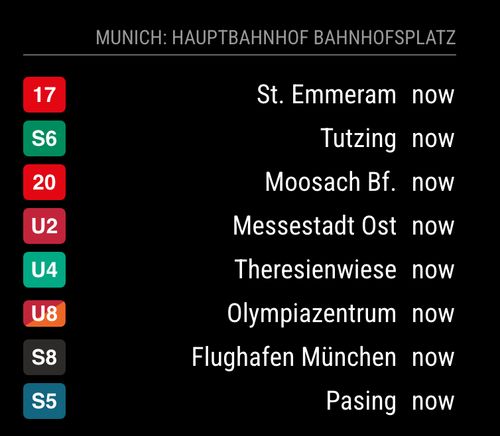 MUNICH: HAUPTBAHNHOF BAHNHOFSPLATZ
17 St. Emmeram now
S6 Tutzing now
20 Moosach Bf. now
U2 Messestadt Ost now
U4 Theresienwiese now
U8 Olympiazentrum now
S8 Flughafen München now
S5 Pasing now